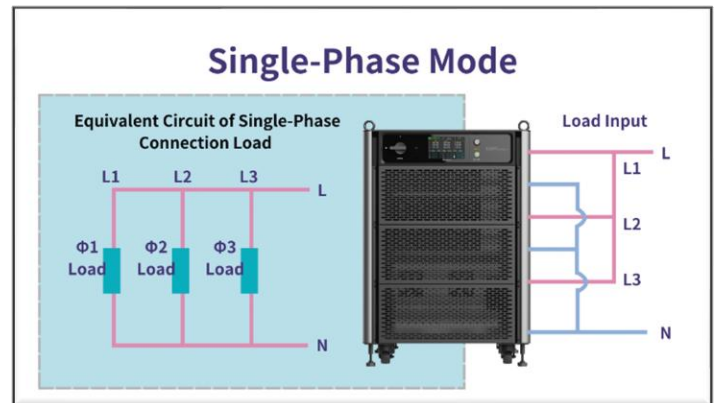 Single-Phase Mode
Equivalent Circuit of Single-Phase
Connection Load
Load Input
L1 L2 L3
L
Φ1 Load
Φ2 Load
Φ3 Load
N
L
L1
L2
L3
N